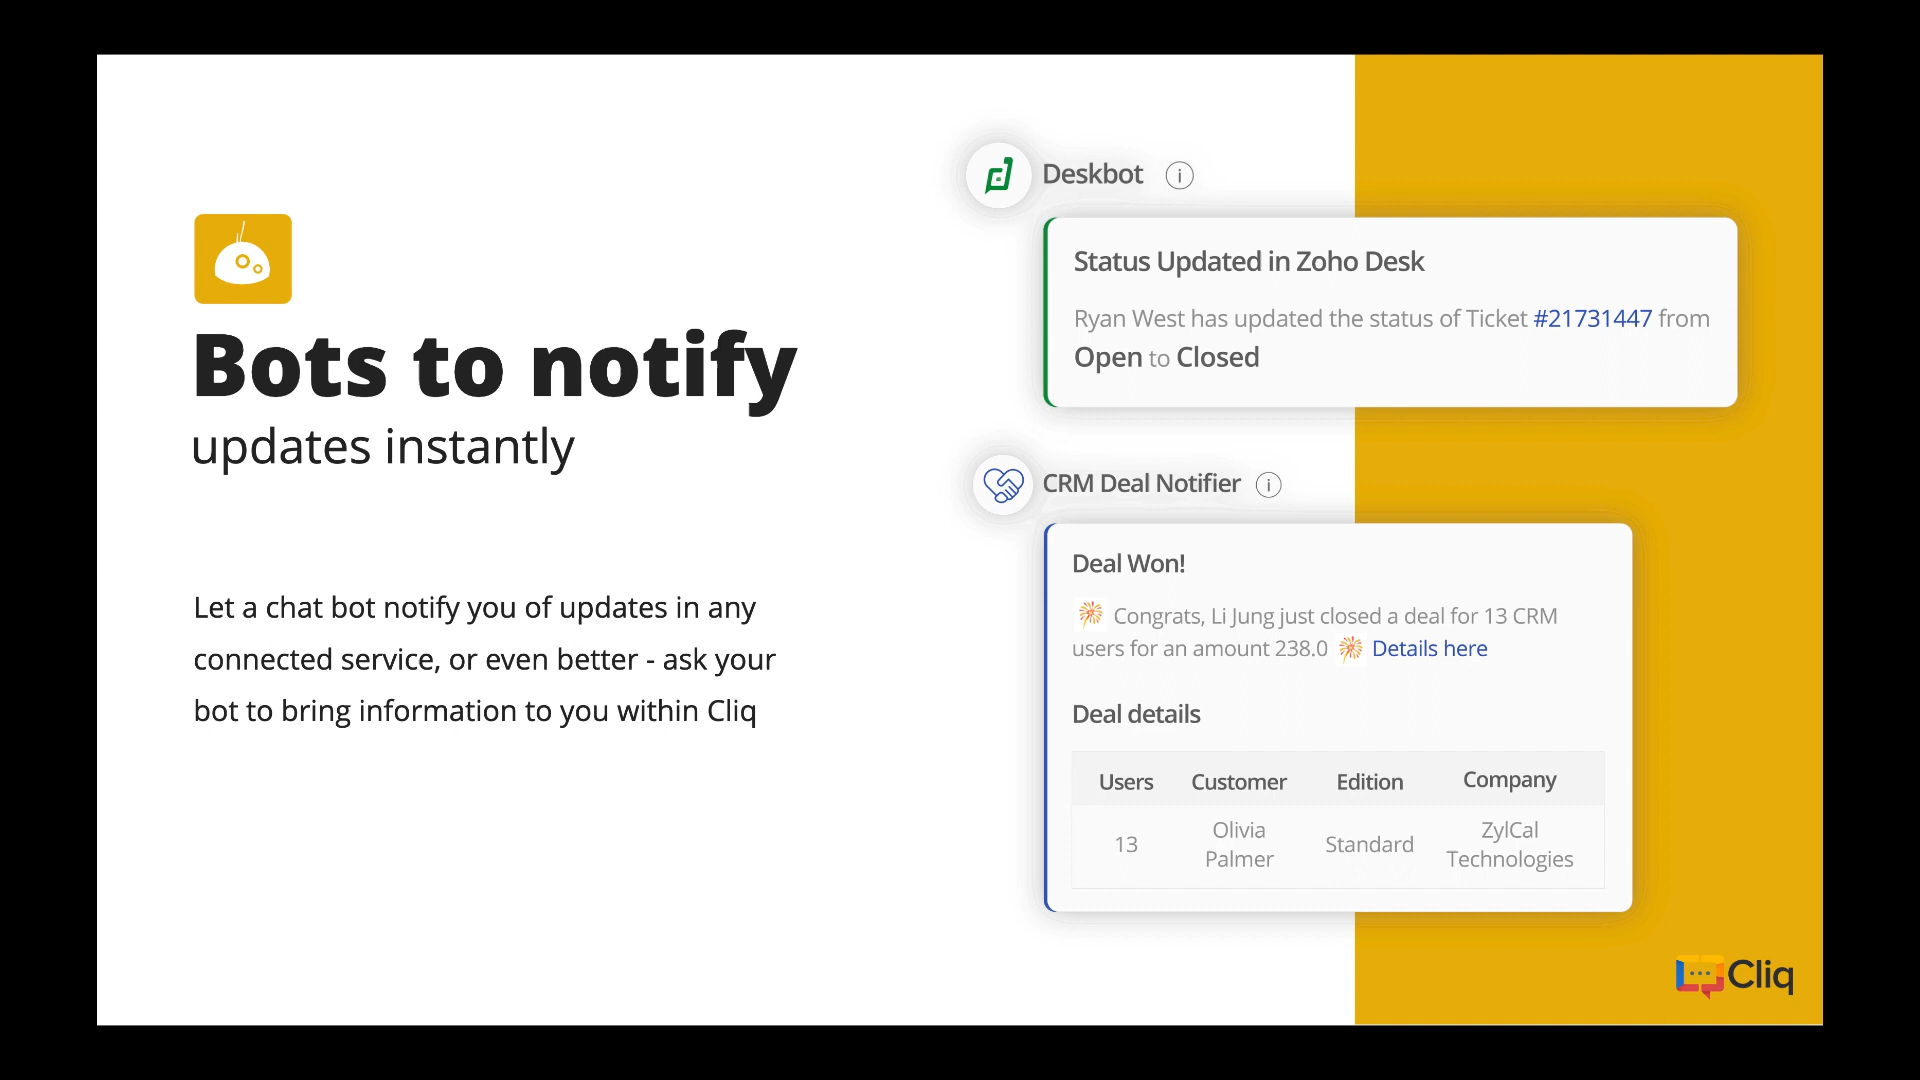 Bots to notify
updates instantly
Let a chat bot notify you of updates in any
connected service, or even better - ask your
bot to bring information to you within Cliq
Deskbot
Status Updated in Zoho Desk
Ryan West has updated the status of Ticket #21731447 from
Open to Closed
CRM Deal Notifier
Deal Won!
Congrats, Li Jung just closed a deal for 13 CRM
users for an amount 238.0 Details here
Deal details
Users Customer Edition Company
13 Olivia Palmer Standard ZylCal Technologies
Cliq